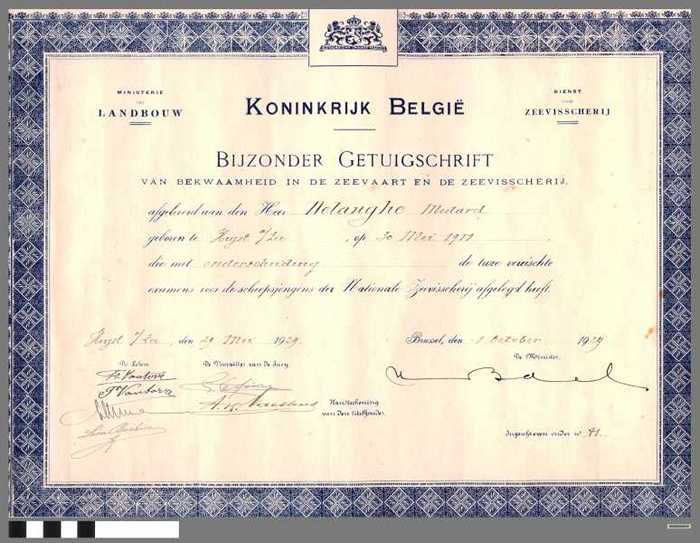 MINISTERIE
VAN
LANDBOUW
KONINKRIJK BELGIË
DIENST
VOOR
ZEEVISSCHERIJ
BIJZONDER GETUIGSCHRIFT
VAN BEKWAAMHEID IN DE ZEEVAART EN DE ZEEVISSCHERIJ,
afgeleverd aan den Heer Delanghe Medard
geboren te Heyst a/Zee, op 30 Mei 1911,
die met onderscheiding de twee vereischte
examens voor de scheepsjongens der Nationale Zeevisscherij afgelegd heeft.
Heyst a/Zee, den 29 Mei 1929
Brussel, den 1 October 1929
De Leden,
De Voorzitter van de Jury,
De Minister,
Handteekening
van den titelhouder,
Ingeschreven onder nr 41.